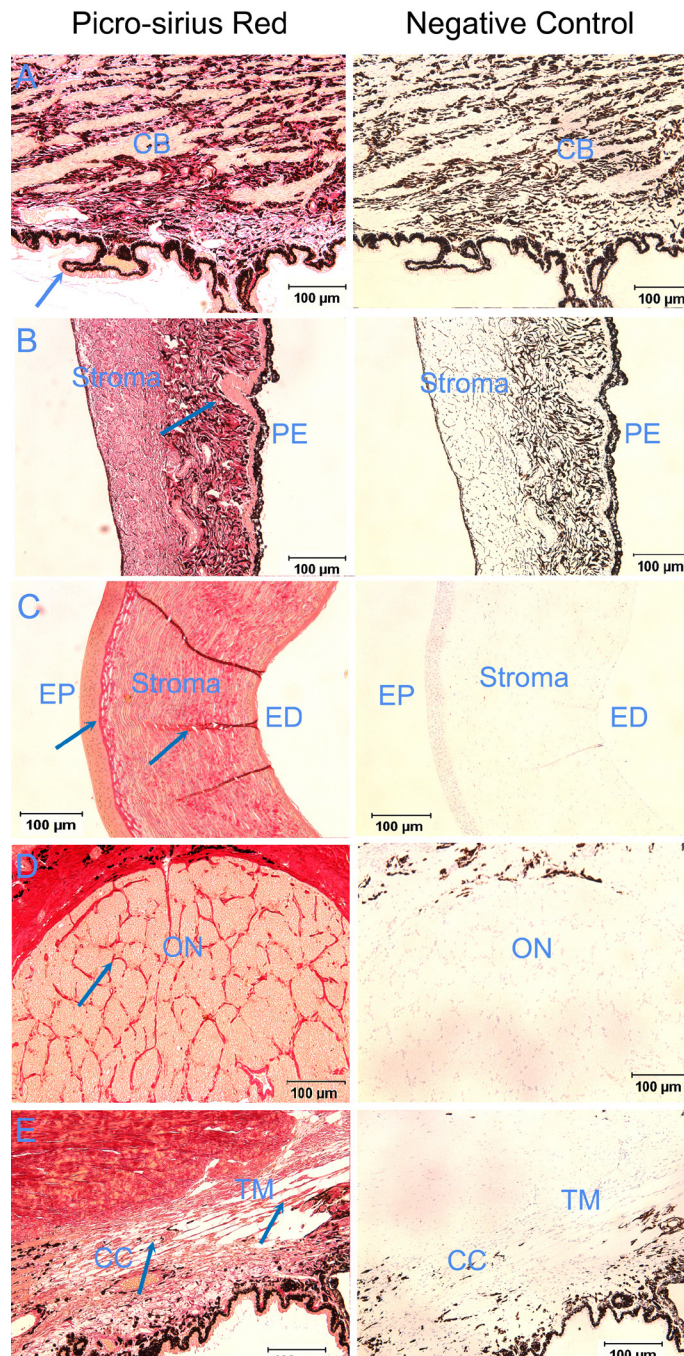 Picro-sirius Red
Negative Control
A
CB
100 µm
CB
100 µm
B
Stroma
PE
100 µm
Stroma
PE
100 µm
C
EP
Stroma
ED
100 µm
EP
Stroma
ED
100 µm
D
ON
100 µm
ON
100 µm
E
TM
CC
TM
CC
100 µm